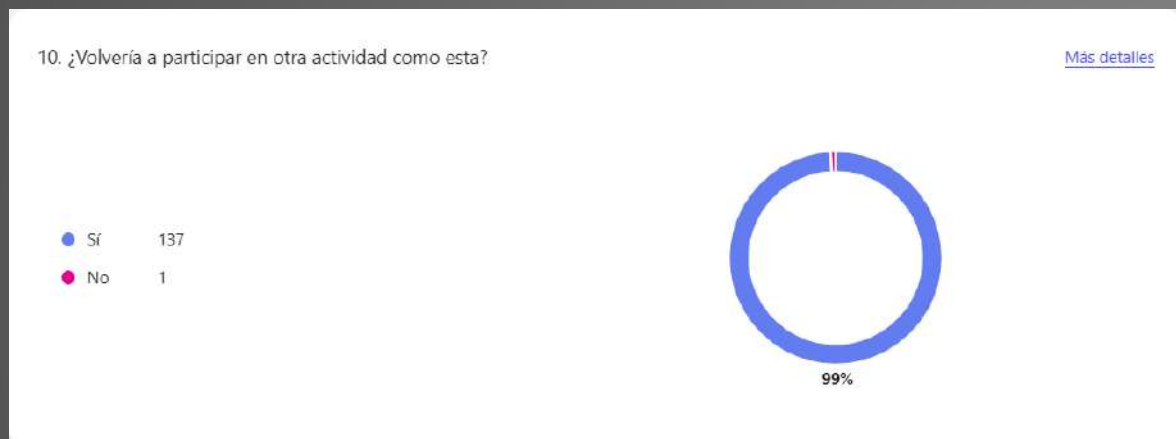 10. ¿Volvería a participar en otra actividad como esta?
Más detalles
Sí 137
No 1
99%